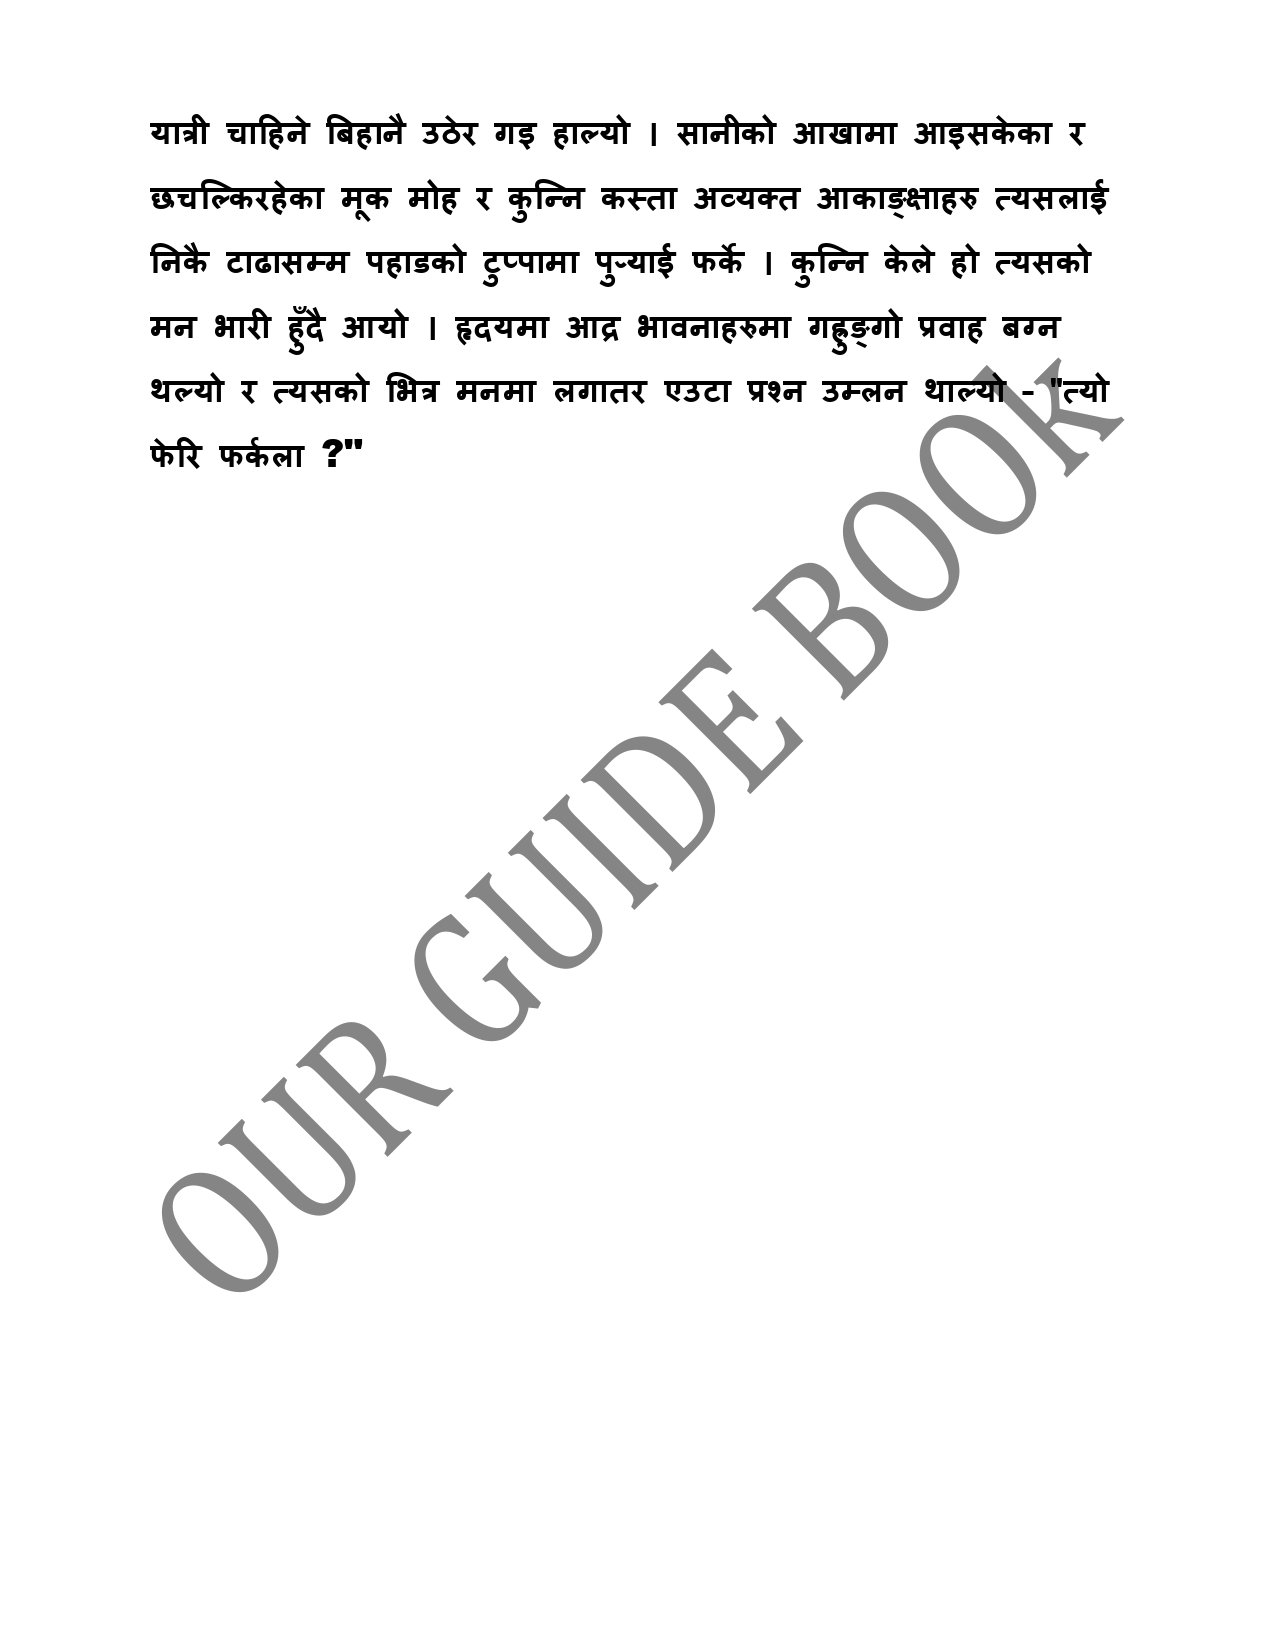 यात्री चाहिने बिहानै उठेर गइ हाल्यो । सानीको आखामा आइसकेका र
छचल्किरहेका मूक मोह र कुन्नि कस्ता अव्यक्त आकाङ्क्षाहरु त्यसलाई
निकै टाढासम्म पहाडको टुप्पामा पुऱ्याई फर्के । कुन्नि केले हो त्यसको
मन भारी हुँदै आयो । हृदयमा आद्र भावनाहरुमा गह्रुङ्गो प्रवाह बग्न
थल्यो र त्यसको भित्र मनमा लगातर एउटा प्रश्न उम्लन थाल्यो - "त्यो
फेरि फर्कला ?"
OUR GUIDE BOOK